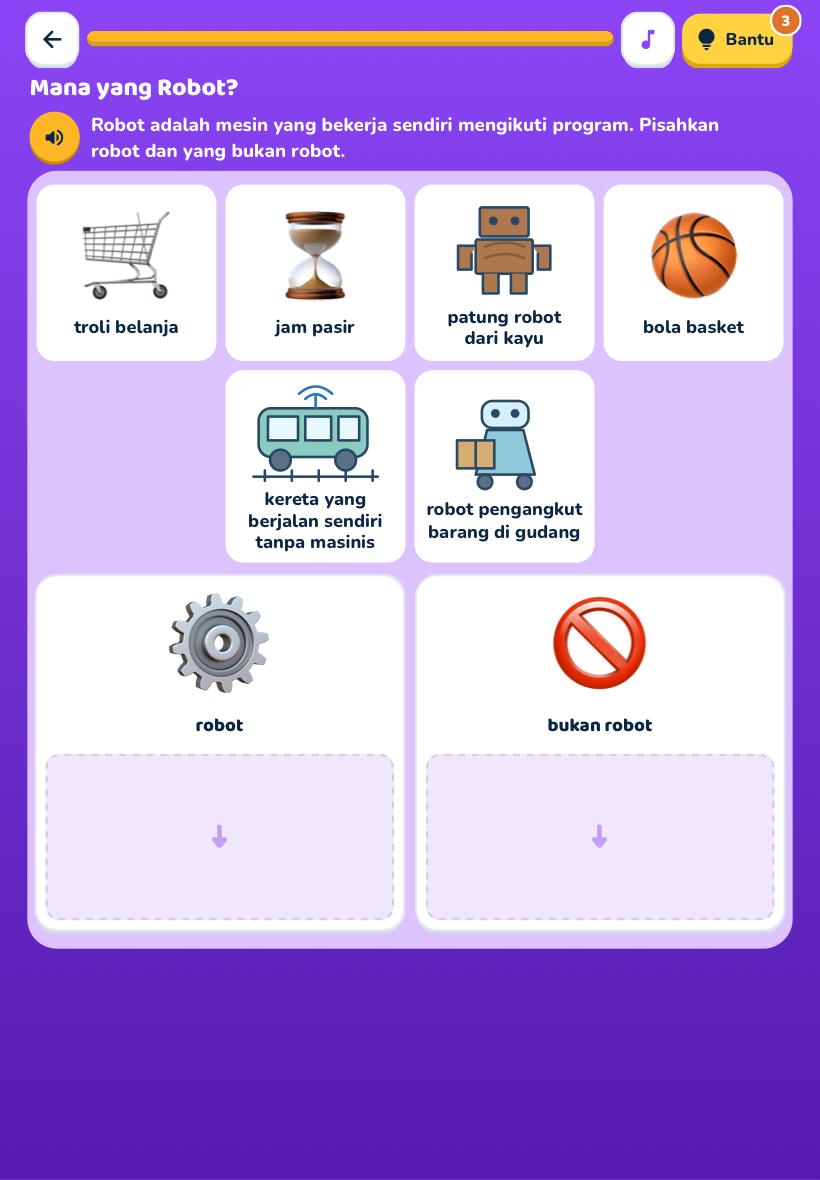 3
Bantu
Mana yang Robot?
Robot adalah mesin yang bekerja sendiri mengikuti program. Pisahkan
robot dan yang bukan robot.
troli belanja
jam pasir
patung robot
dari kayu
bola basket
kereta yang
berjalan sendiri
tanpa masinis
robot pengangkut
barang di gudang
robot
bukan robot